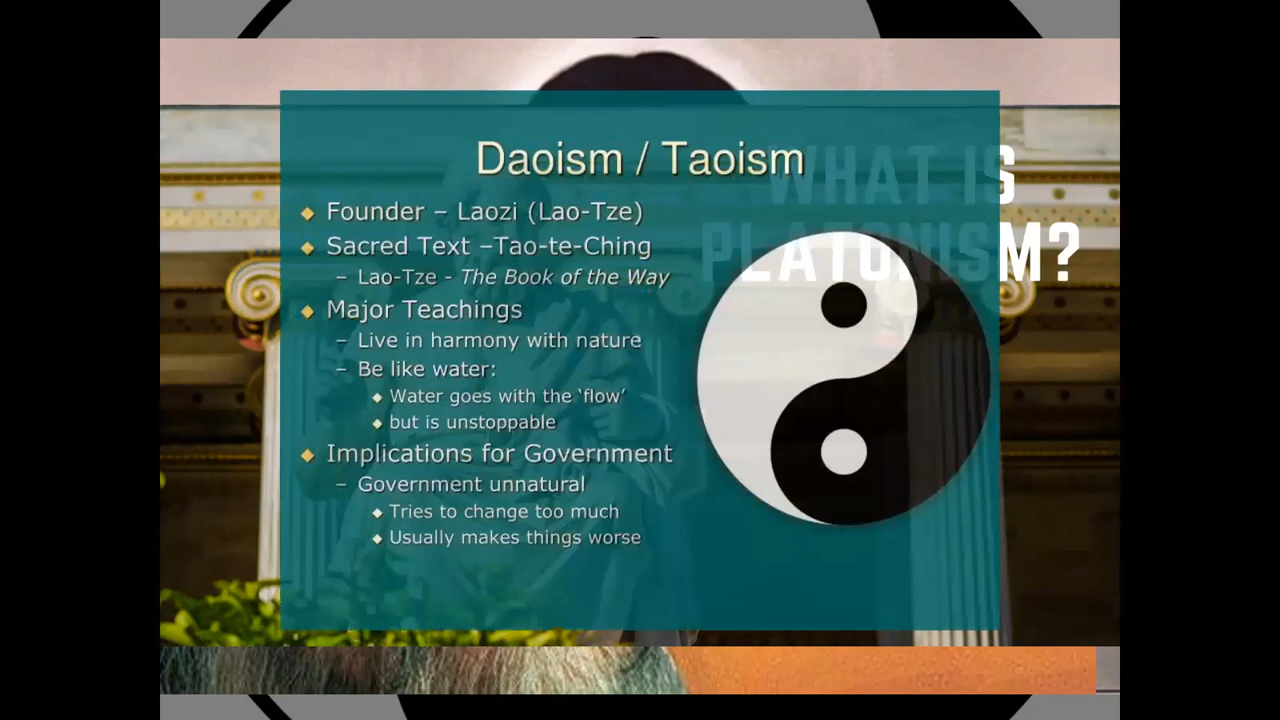 Daoism / Taoism
WHAT IS
PLATONISM?
Founder – Laozi (Lao-Tze)
Sacred Text –Tao-te-Ching
– Lao-Tze - The Book of the Way
Major Teachings
– Live in harmony with nature
– Be like water:
Water goes with the ‘flow’
but is unstoppable
Implications for Government
– Government unnatural
Tries to change too much
Usually makes things worse